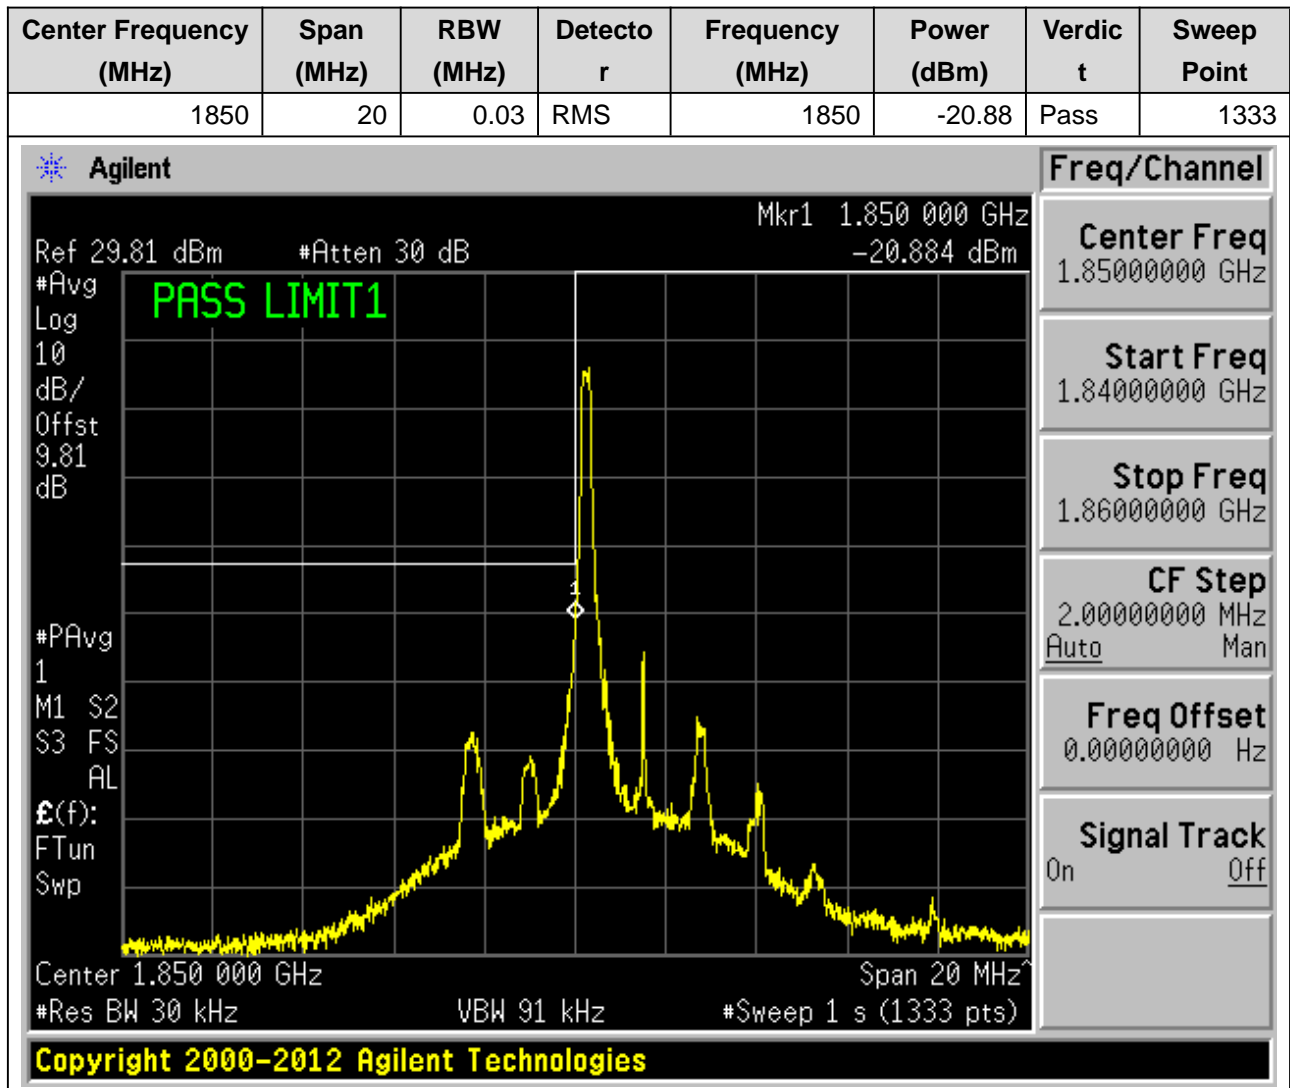 Center Frequency (MHz) Span (MHz) RBW (MHz) Detecto r Frequency (MHz) Power (dBm) Verdic t Sweep Point
1850 20 0.03 RMS 1850 -20.88 Pass 1333
Agilent
Freq/Channel
Mkr1 1.850 000 GHz
Ref 29.81 dBm #Atten 30 dB -20.884 dBm
#Avg
Log
10
dB/
Offst
9.81
dB
PASS LIMIT1
1
#PAvg
1
M1 S2
S3 FS
AL
£(f):
FTun
Swp
Center 1.850 000 GHz Span 20 MHz^
#Res BW 30 kHz VBW 91 kHz #Sweep 1 s (1333 pts)
Center Freq
1.85000000 GHz
Start Freq
1.84000000 GHz
Stop Freq
1.86000000 GHz
CF Step
2.00000000 MHz
Auto Man
Freq Offset
0.00000000 Hz
Signal Track
On Off
Copyright 2000-2012 Agilent Technologies